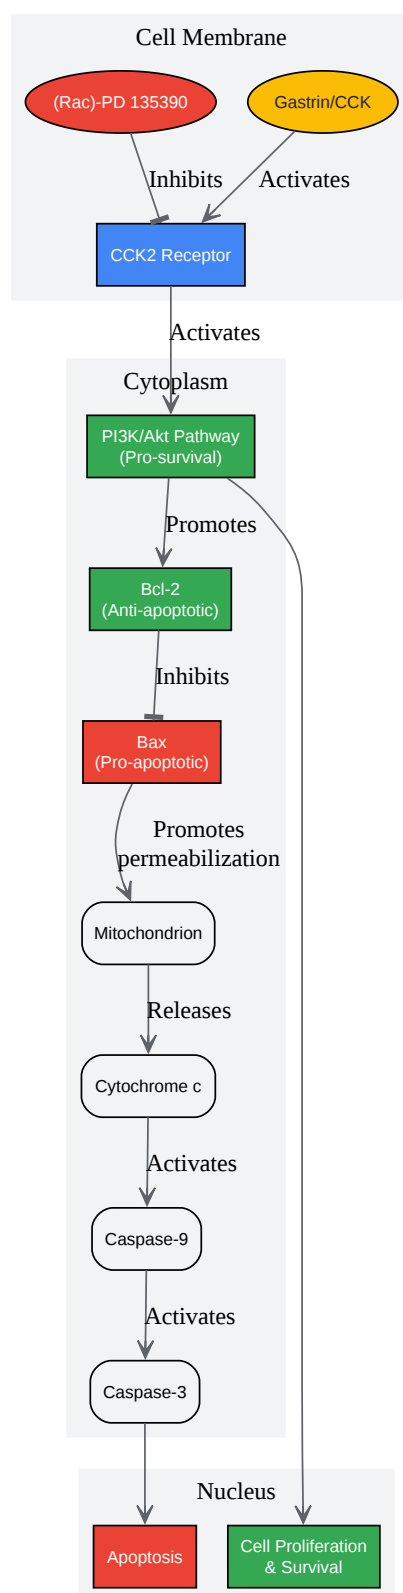 Cell Membrane
(Rac)-PD 135390
Gastrin/CCK
Inhibits
Activates
CCK2 Receptor
Activates
Cytoplasm
PI3K/Akt Pathway
(Pro-survival)
Promotes
Bcl-2
(Anti-apoptotic)
Inhibits
Bax
(Pro-apoptotic)
Promotes
permeabilization
Mitochondrion
Releases
Cytochrome c
Activates
Caspase-9
Activates
Caspase-3
Nucleus
Apoptosis
Cell Proliferation
& Survival